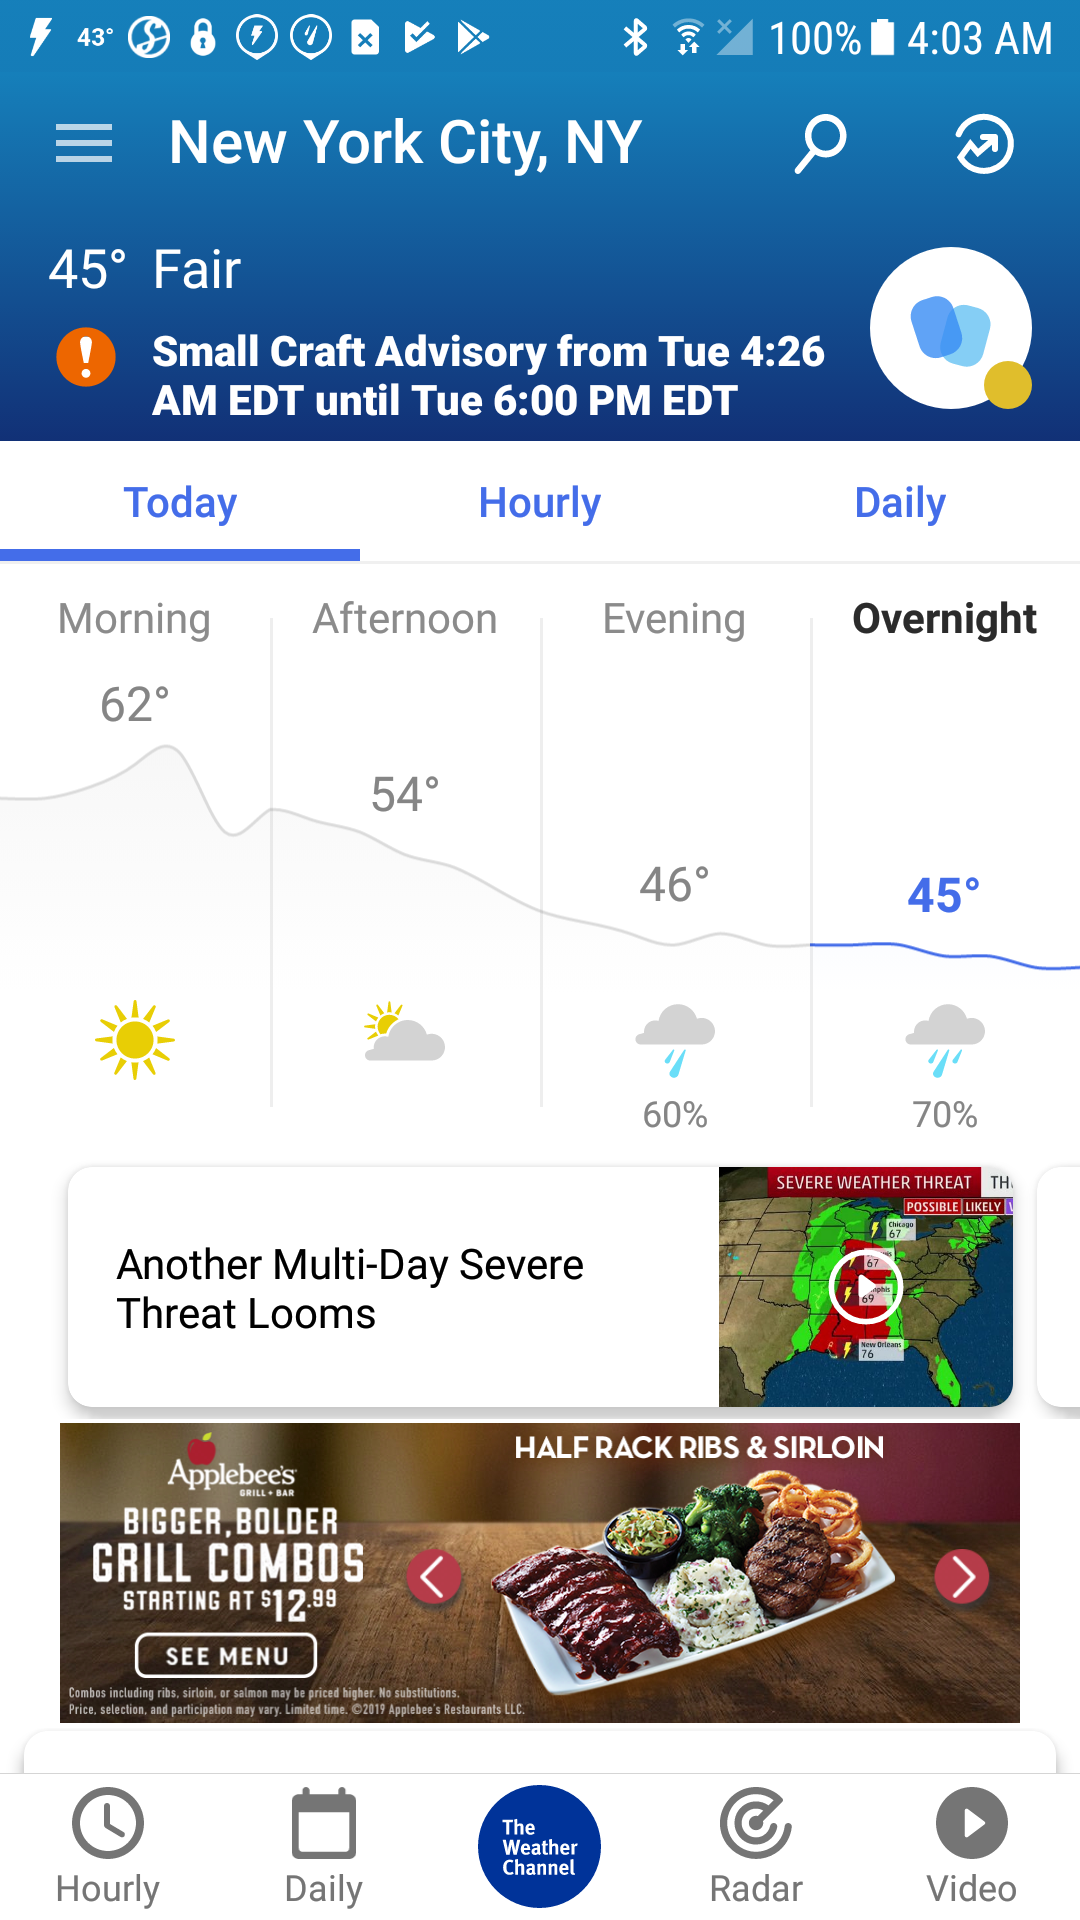 43° 100% 4:03 AM
New York City, NY
45° Fair
Small Craft Advisory from Tue 4:26
AM EDT until Tue 6:00 PM EDT
Today Hourly Daily
Morning Afternoon Evening Overnight
62°
54°
46°
45°
60% 70%
SEVERE WEATHER THREAT
POSSIBLE LIKELY
Chicago
67
67
69
New Orleans
76
Another Multi-Day Severe
Threat Looms
Applebee's
GRILL + BAR
BIGGER, BOLDER
GRILL COMBOS
STARTING AT $12.99
SEE MENU
HALF RACK RIBS & SIRLOIN
Combos including ribs, sirloin, or salmon may be priced higher. No substitutions.
Price, selection, and participation may vary. Limited time. ©2019 Applebee's Restaurants LLC.
Hourly Daily
The
Weather
Channel
Radar Video